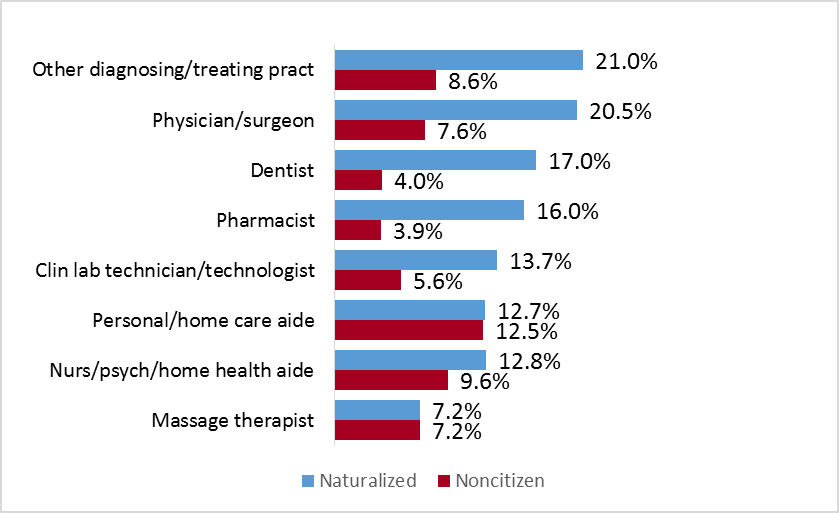 Other diagnosing/treating pract
21.0%
8.6%
Physician/surgeon
20.5%
7.6%
Dentist
17.0%
4.0%
Pharmacist
16.0%
3.9%
Clin lab technician/technologist
13.7%
5.6%
Personal/home care aide
12.7%
12.5%
Nurs/psych/home health aide
12.8%
9.6%
Massage therapist
7.2%
7.2%
Naturalized Noncitizen